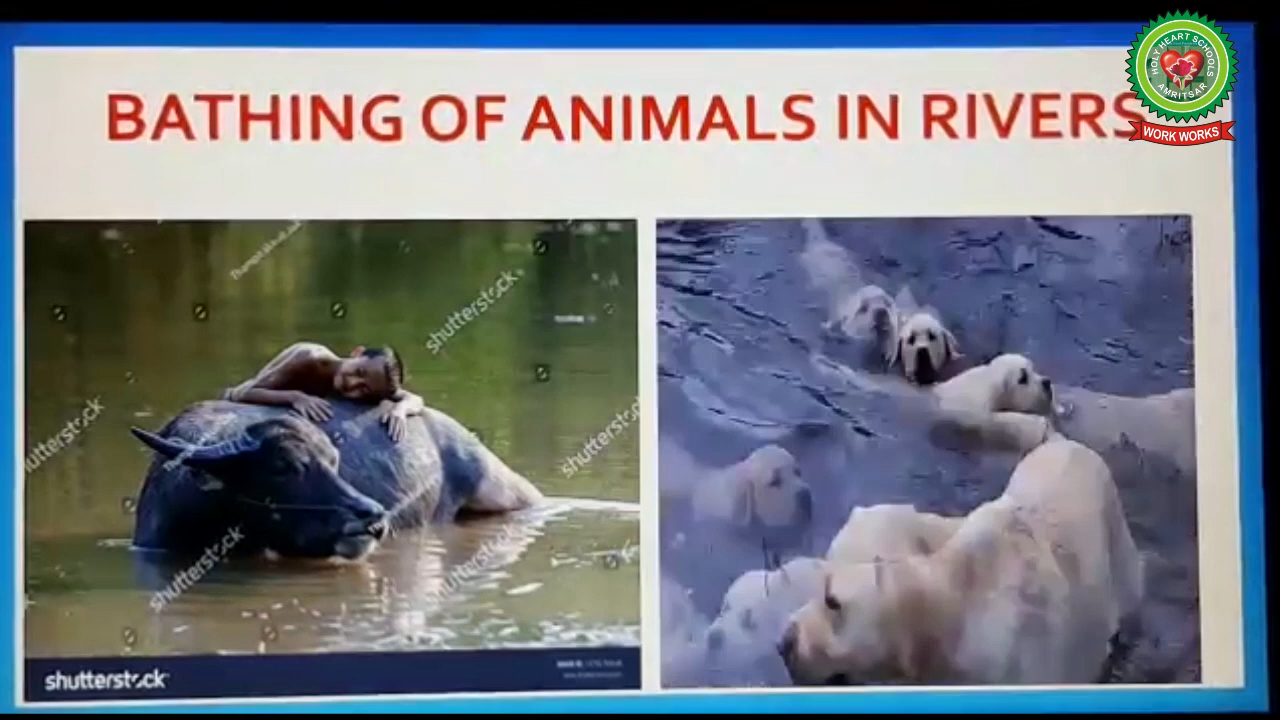 BATHING OF ANIMALS IN RIVERS
HOLY HEART SCHOOLS
AMRITSAR
WORK WORKS
shutterstock
shutterstock
shutterstock
shutterstock
shutterstock
shutterstock